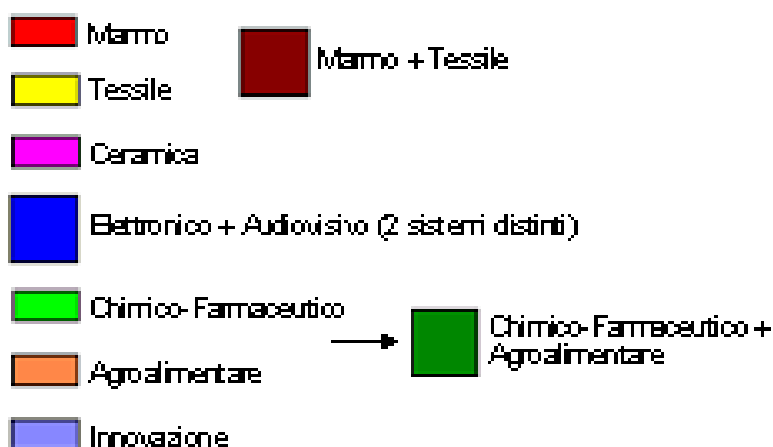 Marmo
Marmo + Tessile
Tessile
Ceramica
Elettronico + Audiovisivo (2 sistemi distinti)
Chimico-Farmaceutico
Chimico-Farmaceutico +
Agroalimentare
Agroalimentare
Innovazione